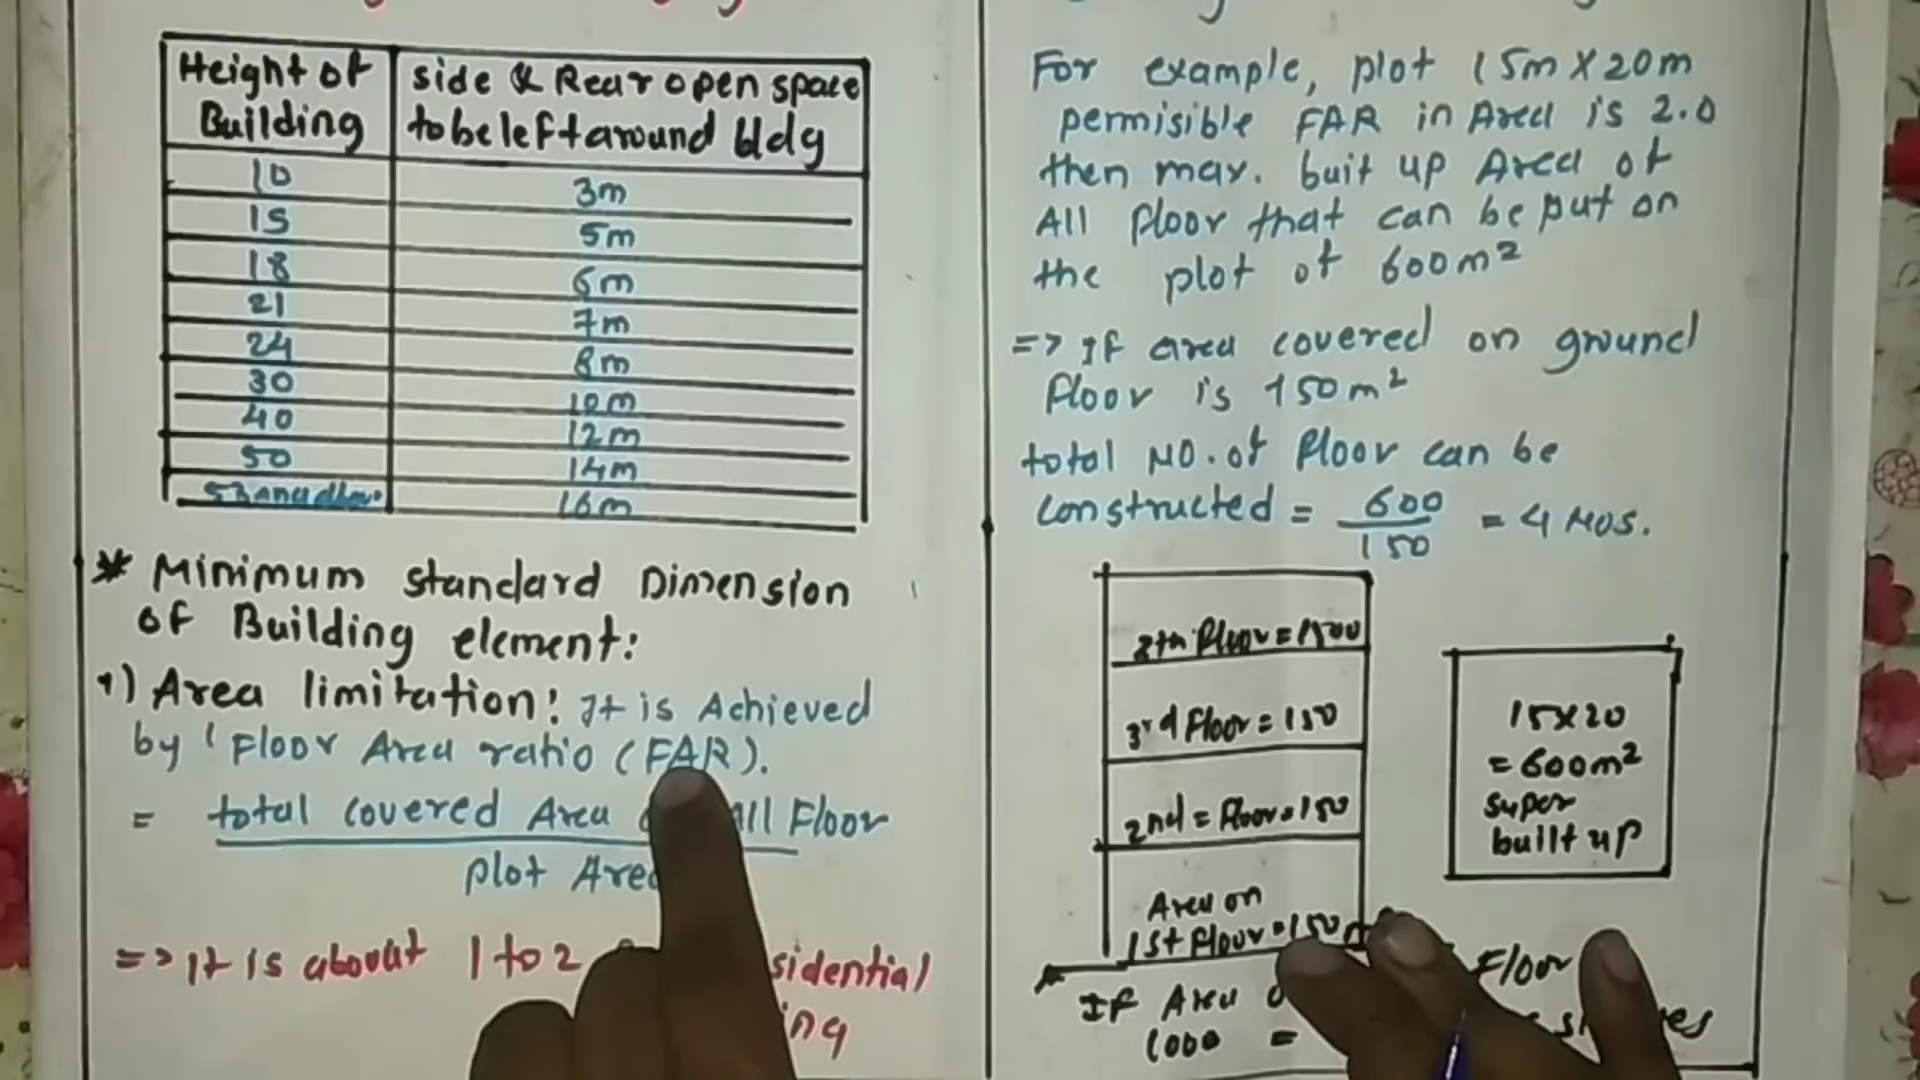 Height of Building
side & Rear open space to be left around bldg
10 3m
15 5m
18 6m
21 7m
24 8m
30 10m
40 12m
50 14m
16m
* Minimum standard Dimension
of Building element:
1) Area limitation: It is Achieved
by 'Floor Area ratio (FAR).
= total covered Area All Floor
plot Area
=> It is about 1 to 2
For example, plot 15m X 20m
permisible FAR in Area is 2.0
then max. buit up Area of
All floor that can be put on
the plot of 600m²
=> If area covered on ground
floor is 150m²
total NO. of floor can be
constructed = 600/150 = 4 NOS.
Floor =
3rd Floor = 150
2nd = Floor = 150
Area on
1st Floor = 150
15X20
= 600m²
super
built up
If Area Floor
1000 =